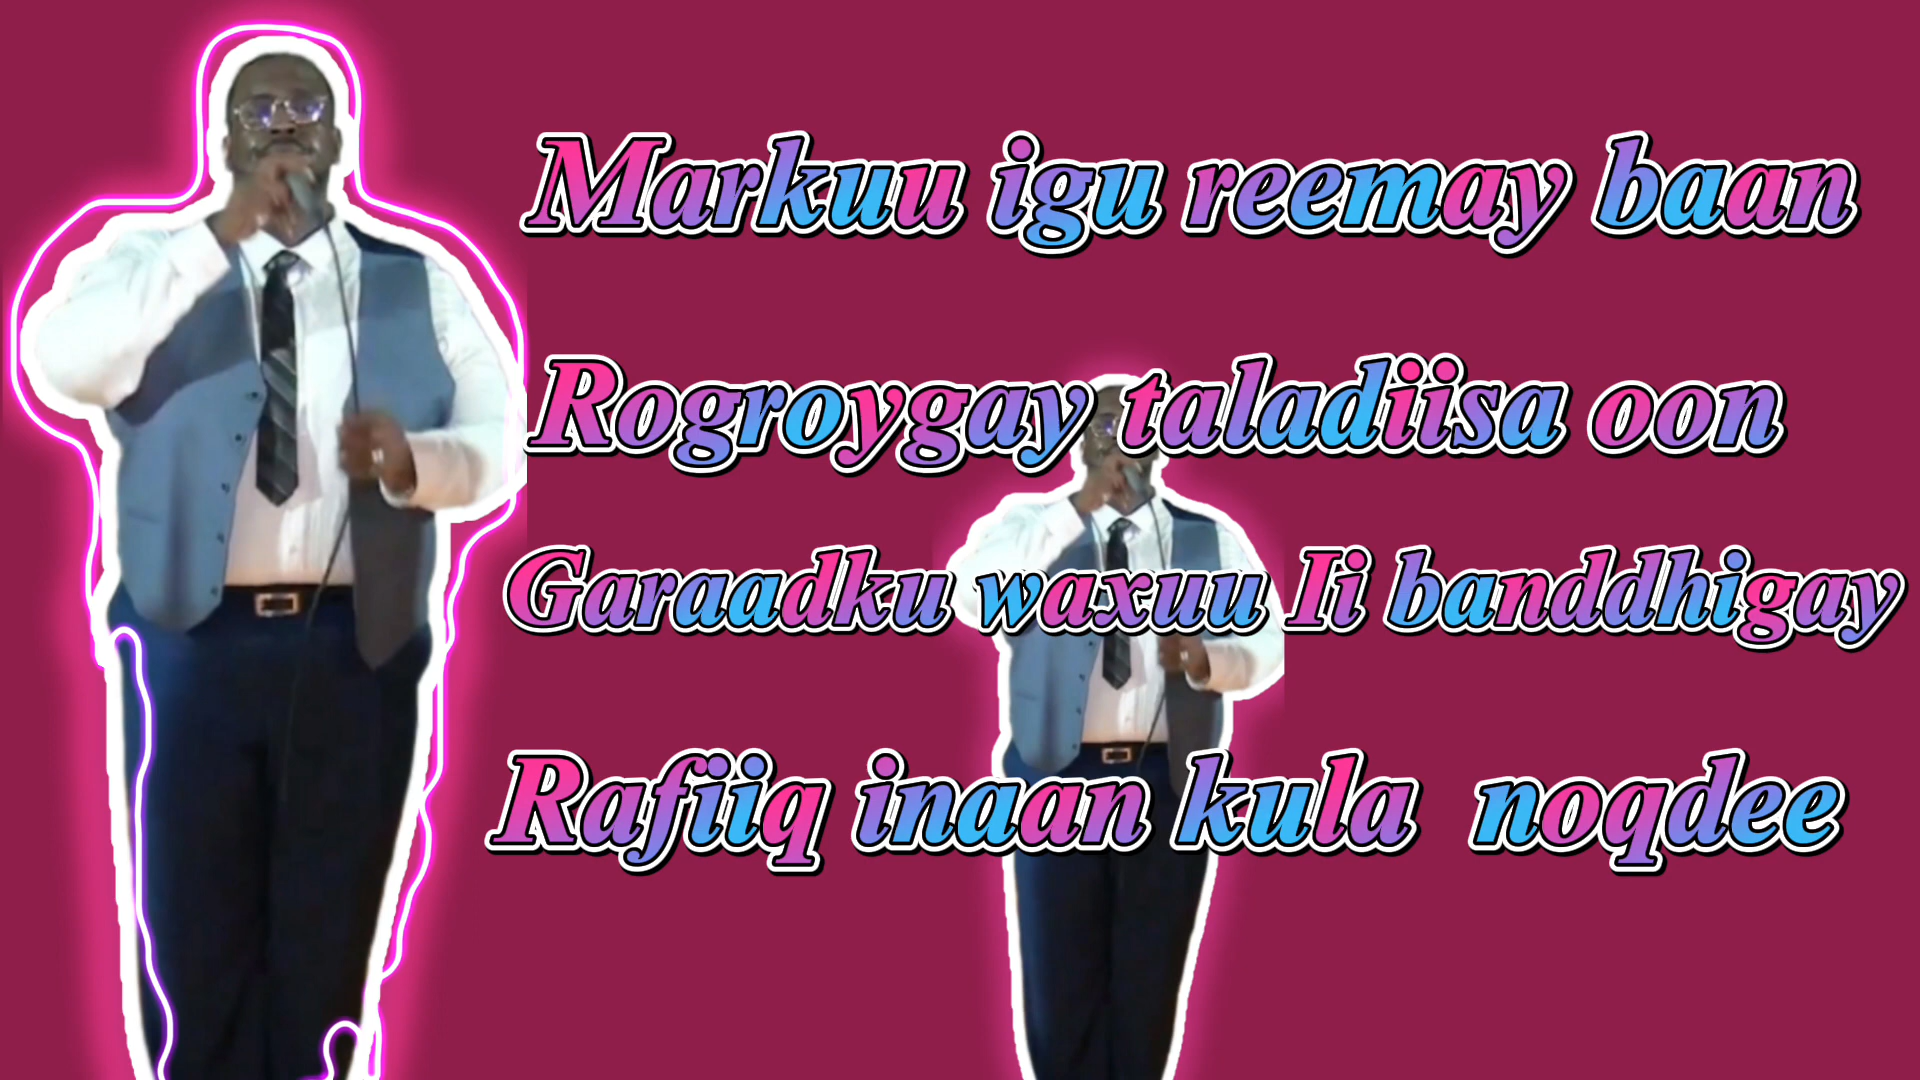 Markuu igu reemay baan
Rogroygay taladiisa oon
Garaadku waxuu Ii banddhigay
Rafiiq inaan kula noqdee